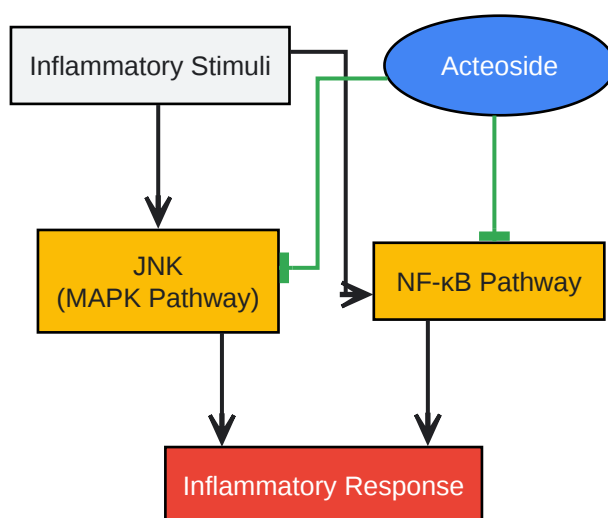 Inflammatory Stimuli
Acteoside
JNK
(MAPK Pathway)
NF-κB Pathway
Inflammatory Response